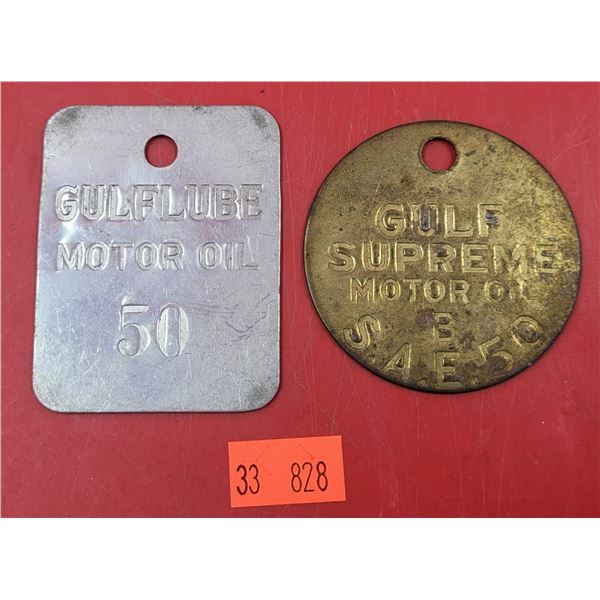 GULFLUBE
MOTOR OIL
50
GULF
SUPREME
MOTOR OIL
B
S.A.E.50
33 828